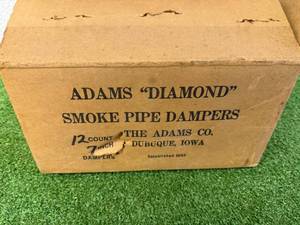 ADAMS "DIAMOND"
SMOKE PIPE DAMPERS
12 COUNT THE ADAMS CO.
7 INCH DUBUQUE, IOWA
DAMPERS